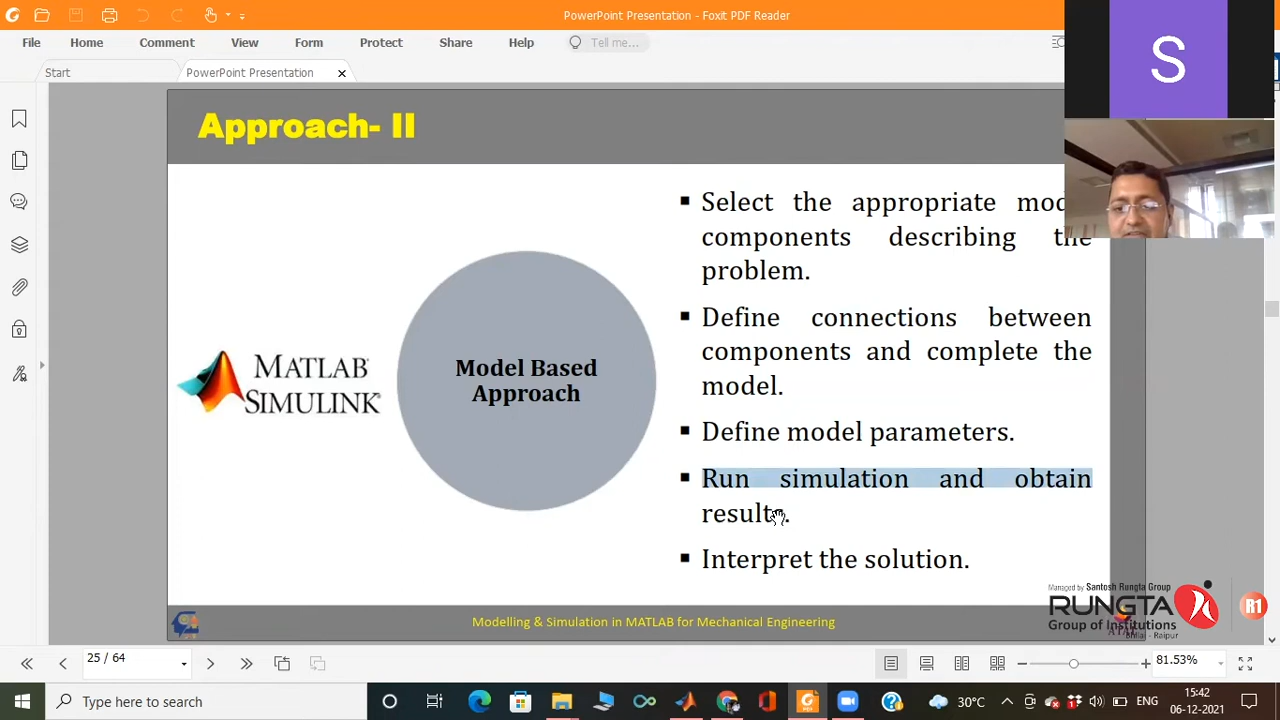 PowerPoint Presentation - Foxit PDF Reader
File Home Comment View Form Protect Share Help Tell me...
Start PowerPoint Presentation
S
Approach- II
▪ Select the appropriate
components describing the
problem.
▪ Define connections between
components and complete the
model.
▪ Define model parameters.
▪ Run simulation and obtain
results.
▪ Interpret the solution.
MATLAB
SIMULINK
Model Based
Approach
Modelling & Simulation in MATLAB for Mechanical Engineering
Managed by Santosh Rungta Group
RUNGTA
Group of Institutions
Bhilai - Raipur
R1
25 / 64
81.53%
Type here to search
30°C
ENG
15:42
06-12-2021